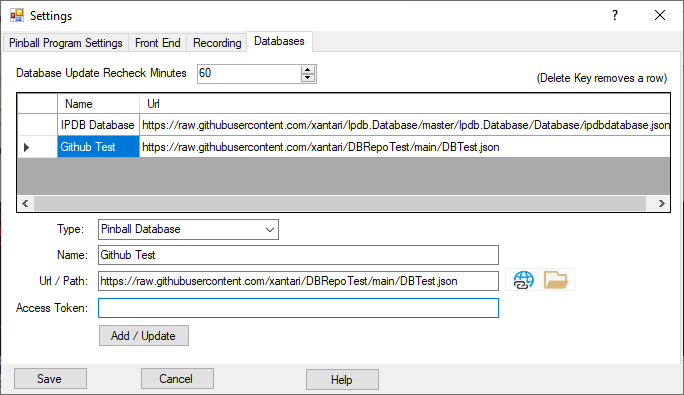 Settings
Pinball Program Settings Front End Recording Databases
Database Update Recheck Minutes 60
(Delete Key removes a row)
Name Url
IPDB Database https://raw.githubusercontent.com/xantari/Ipdb.Database/master/Ipdb.Database/Database/ipdbdatabase.json
Github Test https://raw.githubusercontent.com/xantari/DBRepoTest/main/DBTest.json
Type: Pinball Database
Name: Github Test
Url / Path: https://raw.githubusercontent.com/xantari/DBRepoTest/main/DBTest.json
Access Token:
Add / Update
Save Cancel Help